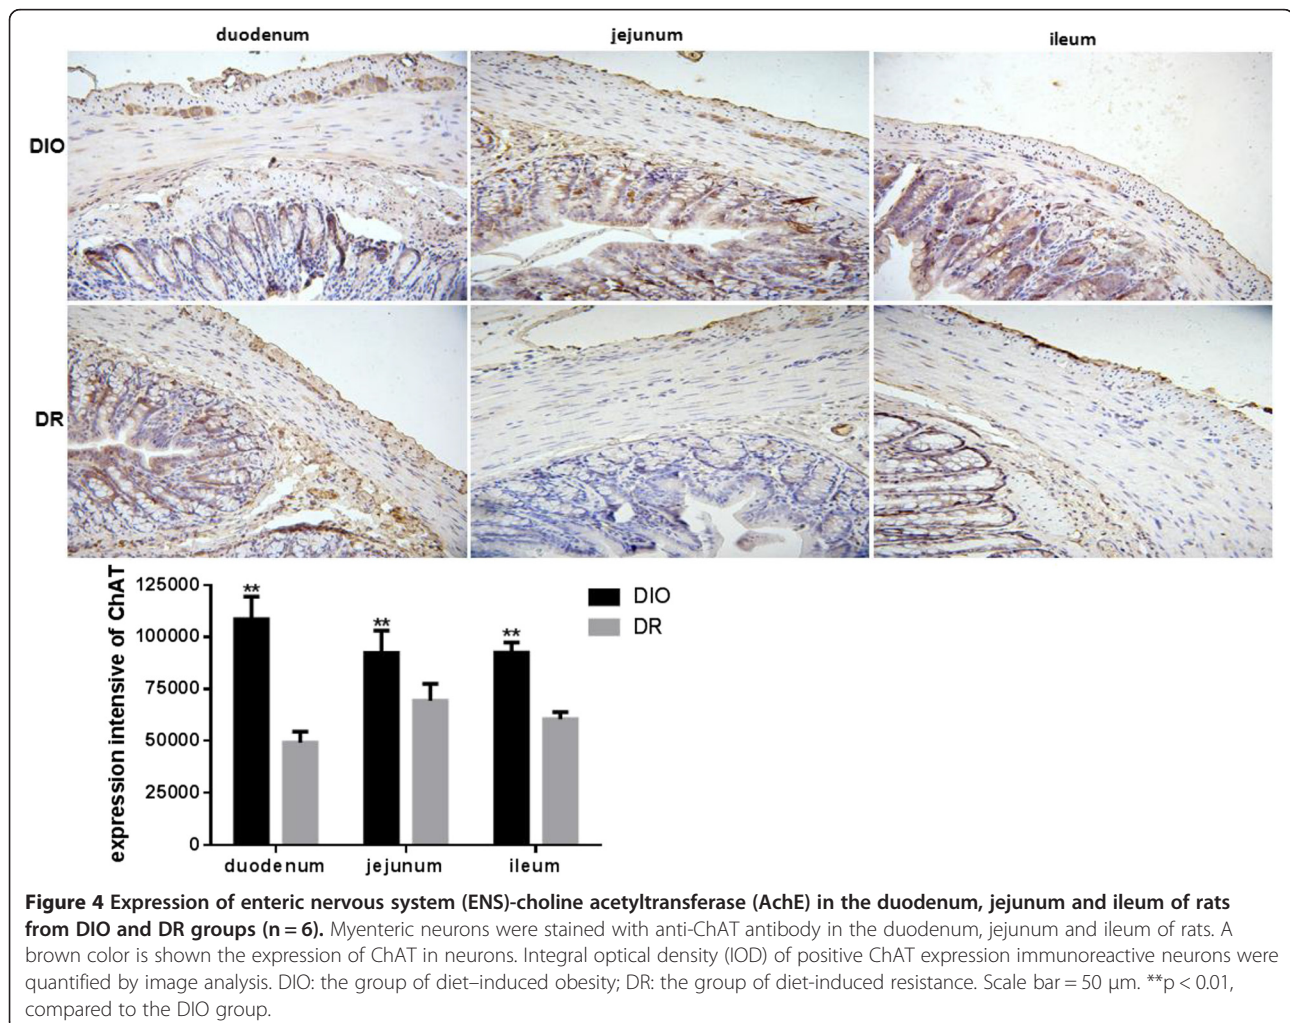 duodenum jejunum ileum
DIO
DR
expression intensive of ChAT
125000
100000
75000
50000
25000
0
** ** **
DIO
DR
duodenum jejunum ileum
Figure 4 Expression of enteric nervous system (ENS)-choline acetyltransferase (AchE) in the duodenum, jejunum and ileum of rats
from DIO and DR groups (n = 6). Myenteric neurons were stained with anti-ChAT antibody in the duodenum, jejunum and ileum of rats. A
brown color is shown the expression of ChAT in neurons. Integral optical density (IOD) of positive ChAT expression immunoreactive neurons were
quantified by image analysis. DIO: the group of diet–induced obesity; DR: the group of diet-induced resistance. Scale bar = 50 μm. **p < 0.01,
compared to the DIO group.